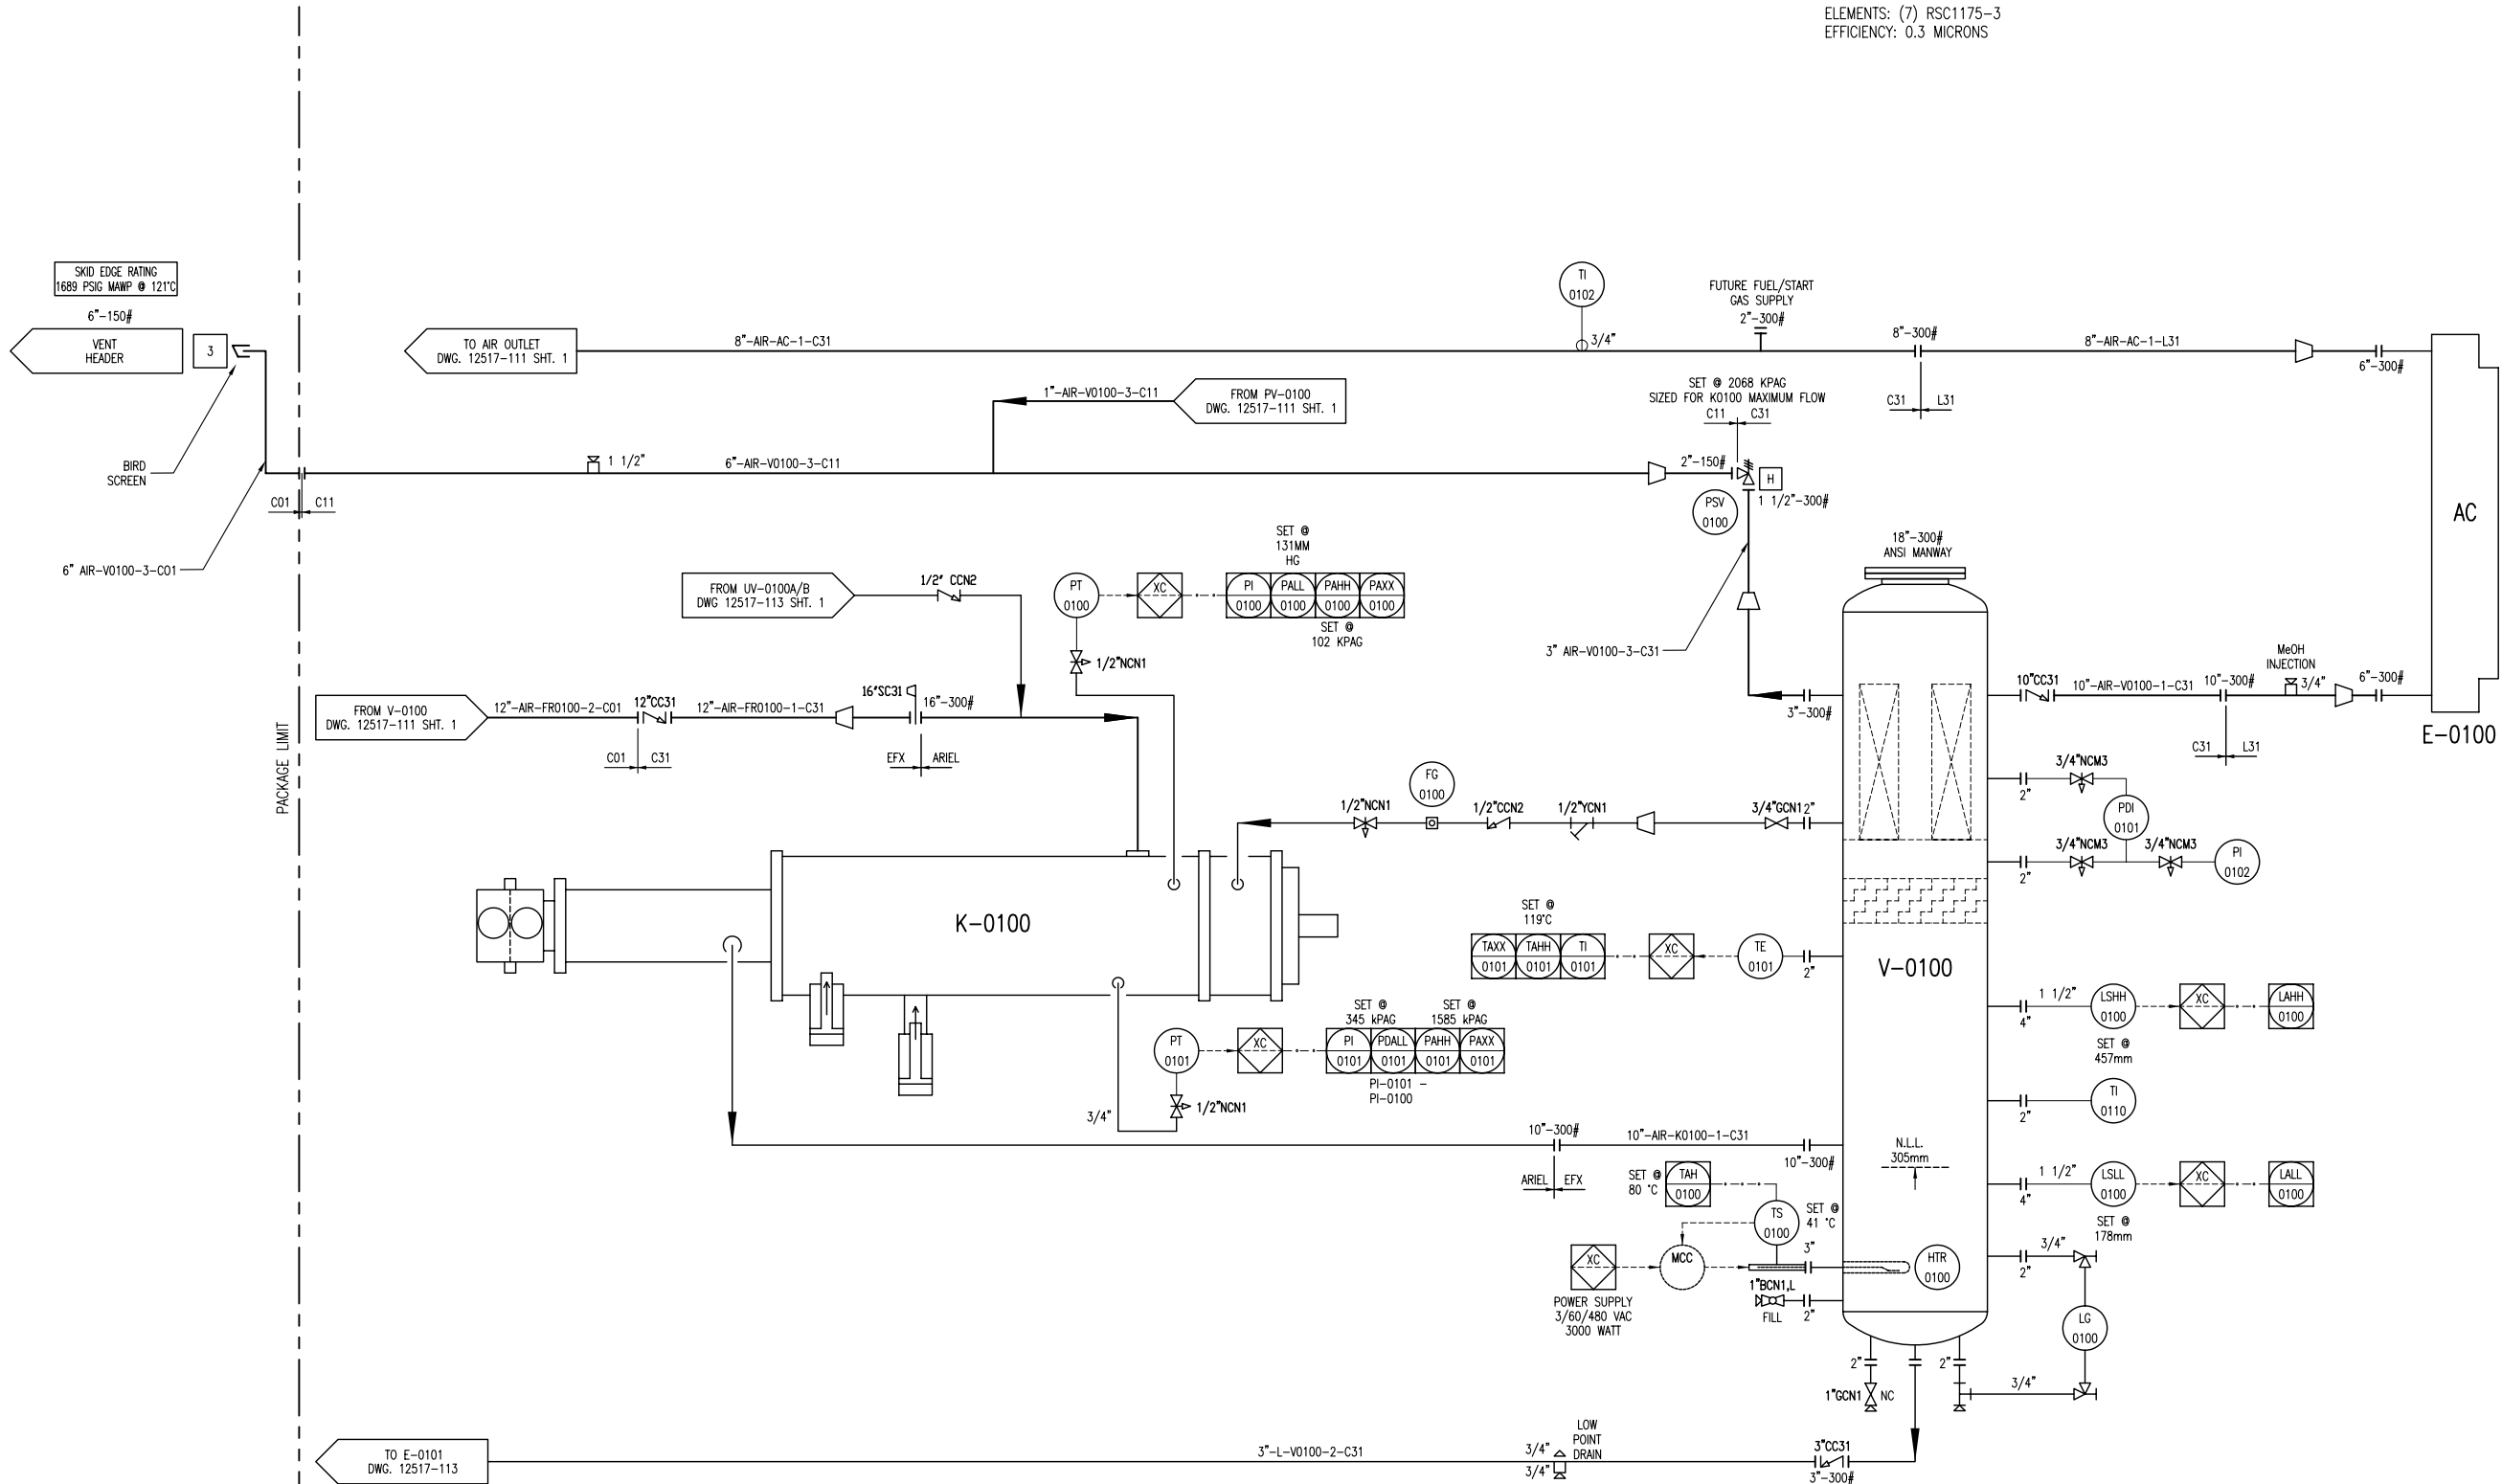 ELEMENTS: (7) RSC1175-3
EFFICIENCY: 0.3 MICRONS
SKID EDGE RATING
1689 PSIG MAWP @ 121°C
6"-150#
VENT
HEADER
3
BIRD
SCREEN
C01
C11
6" AIR-V0100-3-C01
PACKAGE LIMIT
TO AIR OUTLET
DWG. 12517-111 SHT. 1
8"-AIR-AC-1-C31
TI
0102
3/4"
FUTURE FUEL/START
GAS SUPPLY
2"-300#
8"-300#
8"-AIR-AC-1-L31
6"-300#
C31
L31
1"-AIR-V0100-3-C11
FROM PV-0100
DWG. 12517-111 SHT. 1
SET @ 2068 KPAG
SIZED FOR K0100 MAXIMUM FLOW
C11
C31
1 1/2"
6"-AIR-V0100-3-C11
2"-150#
H
1 1/2"-300#
PSV
0100
AC
E-0100
18"-300#
ANSI MANWAY
FROM UV-0100A/B
DWG 12517-113 SHT. 1
1/2" CCN2
PT
0100
XC
SET @
131MM
HG
PI
0100
PALL
0100
PAHH
0100
PAXX
0100
SET @
102 KPAG
1/2"NCN1
3" AIR-V0100-3-C31
3"-300#
FROM V-0100
DWG. 12517-111 SHT. 1
12"-AIR-FR0100-2-C01
12"CC31
12"-AIR-FR0100-1-C31
16"SC31
16"-300#
C01
C31
EFX
ARIEL
10"CC31
10"-AIR-V0100-1-C31
10"-300#
MeOH
INJECTION
3/4"
6"-300#
C31
L31
FG
0100
1/2"NCN1
1/2"CCN2
1/2"YCN1
3/4"GCN1
2"
3/4"NCM3
2"
PDI
0101
3/4"NCM3
3/4"NCM3
2"
PI
0102
K-0100
V-0100
SET @
119°C
TAXX
0101
TAHH
0101
TI
0101
XC
TE
0101
2"
1 1/2"
4"
LSHH
0100
XC
LAHH
0100
SET @
457mm
PT
0101
XC
SET @
345 kPAG
SET @
1585 kPAG
PI
0101
PDALL
0101
PAHH
0101
PAXX
0101
PI-0101 -
PI-0100
1/2"NCN1
3/4"
2"
TI
0110
10"-300#
10"-AIR-K0100-1-C31
10"-300#
ARIEL
EFX
N.L.L.
305mm
1 1/2"
4"
LSLL
0100
XC
LALL
0100
SET @
178mm
SET @
80 °C
TAH
0100
TS
0100
SET @
41 °C
XC
MCC
3"
HTR
0100
POWER SUPPLY
3/60/480 VAC
3000 WATT
1"BCN1,L
FILL
2"
3/4"
2"
LG
0100
2"
2"
1"GCN1
NC
3/4"
TO E-0101
DWG. 12517-113
3"-L-V0100-2-C31
3/4"
3/4"
LOW
POINT
DRAIN
3"CC31
3"-300#